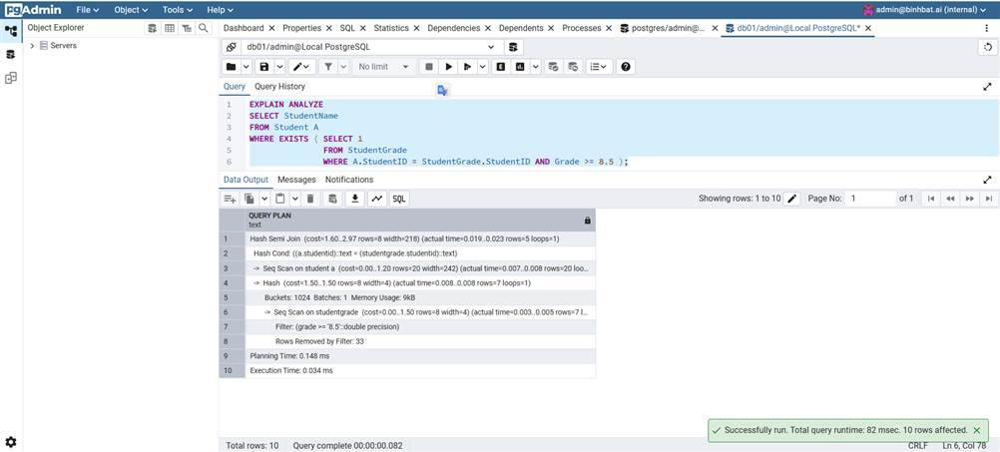 pgAdmin File Object Tools Help admin@binhbat.ai (internal)
Object Explorer
Dashboard Properties SQL Statistics Dependencies Dependents Processes postgres/admin@... db01/admin@Local PostgreSQL*
Servers
db01/admin@Local PostgreSQL
No limit
Query Query History
1 EXPLAIN ANALYZE
2 SELECT StudentName
3 FROM Student A
4 WHERE EXISTS ( SELECT 1
5 FROM StudentGrade
6 WHERE A.StudentID = StudentGrade.StudentID AND Grade >= 8.5 );
Data Output Messages Notifications
SQL Showing rows: 1 to 10 Page No: 1 of 1
QUERY PLAN
text
1 Hash Semi Join (cost=1.60..2.97 rows=8 width=218) (actual time=0.019..0.023 rows=5 loops=1)
2 Hash Cond: ((a.studentid)::text = (studentgrade.studentid)::text)
3 -> Seq Scan on student a (cost=0.00..1.20 rows=20 width=242) (actual time=0.007..0.008 rows=20 loo...
4 -> Hash (cost=1.50..1.50 rows=8 width=4) (actual time=0.008..0.008 rows=7 loops=1)
5 Buckets: 1024 Batches: 1 Memory Usage: 9kB
6 -> Seq Scan on studentgrade (cost=0.00..1.50 rows=8 width=4) (actual time=0.003..0.005 rows=7 l...
7 Filter: (grade >= '8.5'::double precision)
8 Rows Removed by Filter: 33
9 Planning Time: 0.148 ms
10 Execution Time: 0.034 ms
Successfully run. Total query runtime: 82 msec. 10 rows affected.
Total rows: 10 Query complete 00:00:00.082 CRLF Ln 6, Col 78